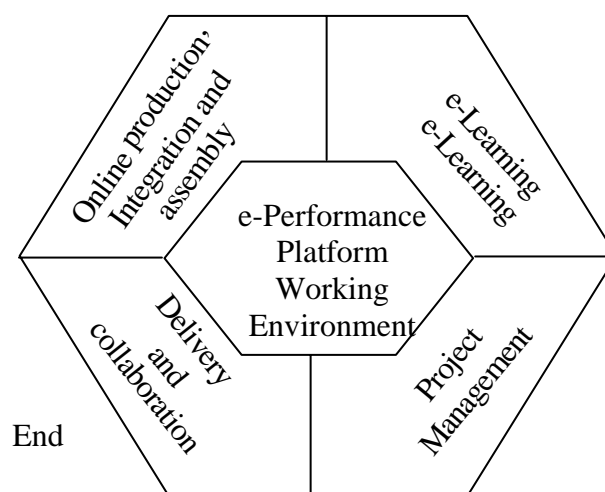 Online production,
Integration and
assembly
e-Learning
e-Learning
e-Performance
Platform
Working
Environment
Delivery
and
collaboration
Project
Management
End